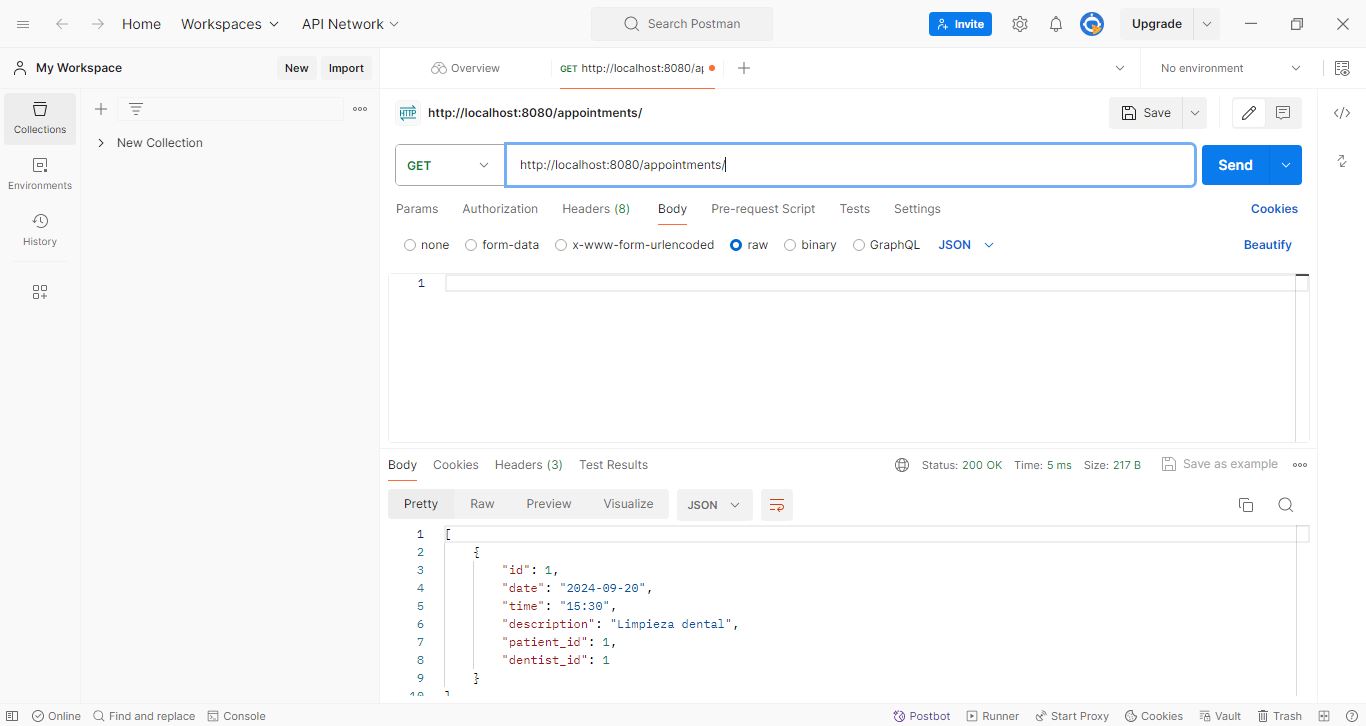 Home Workspaces API Network Search Postman Invite Upgrade
My Workspace New Import Overview GET http://localhost:8080/a No environment
HTTP http://localhost:8080/appointments/ Save
Collections
New Collection
GET http://localhost:8080/appointments/ Send
Environments
Params Authorization Headers (8) Body Pre-request Script Tests Settings Cookies
History
none form-data x-www-form-urlencoded raw binary GraphQL JSON Beautify
1
Body Cookies Headers (3) Test Results Status: 200 OK Time: 5 ms Size: 217 B Save as example
Pretty Raw Preview Visualize JSON
1 [
2 {
3 "id": 1,
4 "date": "2024-09-20",
5 "time": "15:30",
6 "description": "Limpieza dental",
7 "patient_id": 1,
8 "dentist_id": 1
9 }
10 ]
Online Find and replace Console Postbot Runner Start Proxy Cookies Vault Trash